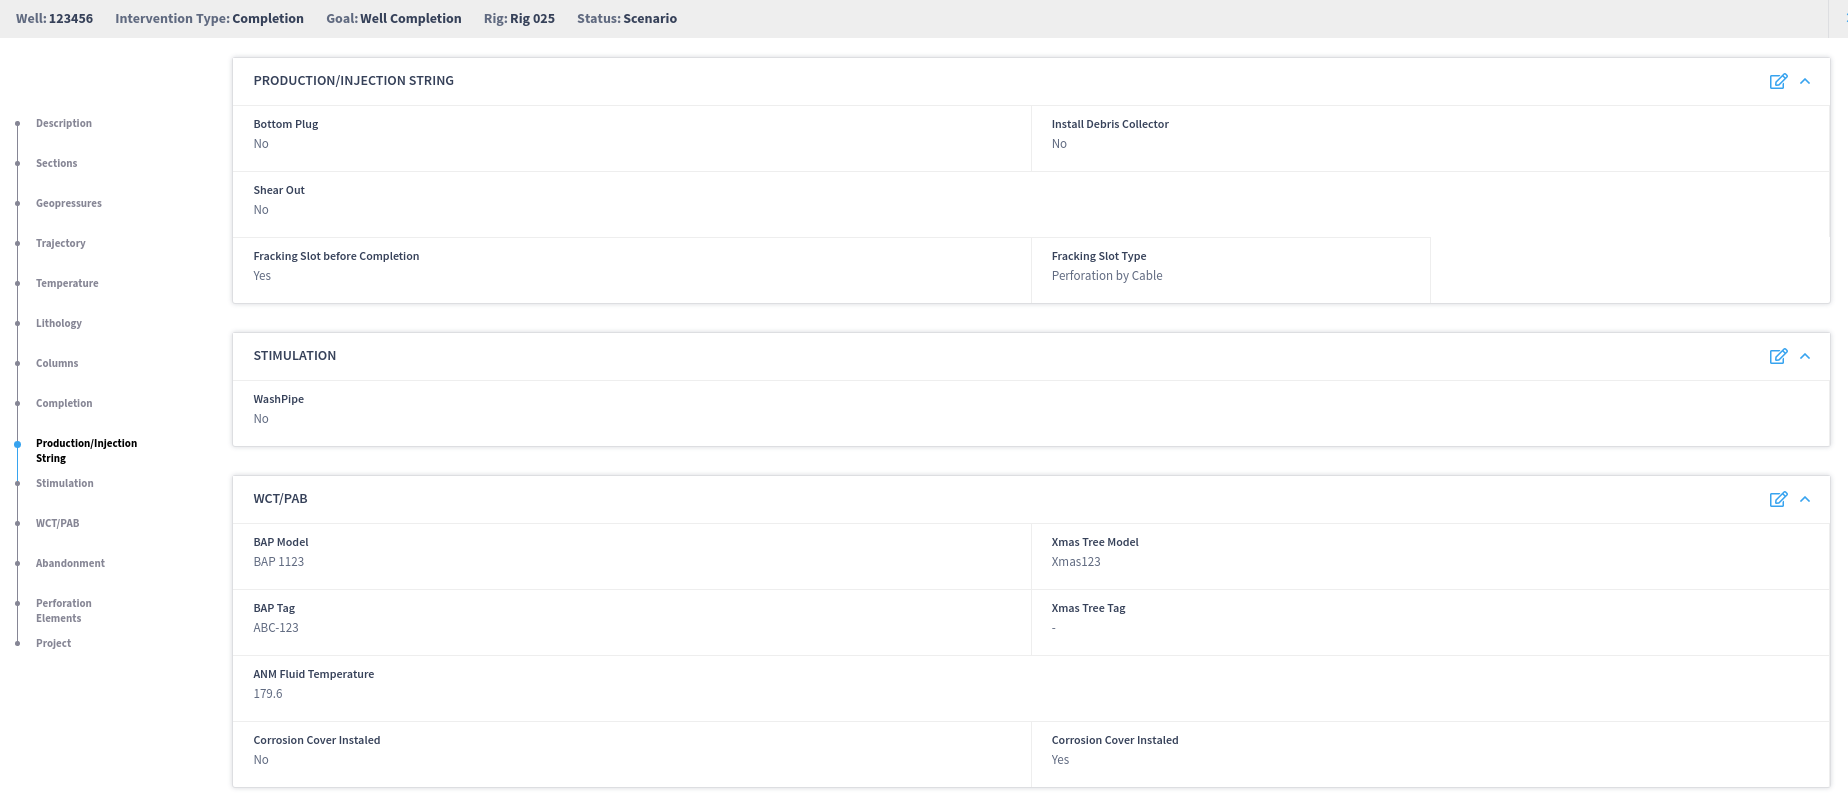 Well: 123456 Intervention Type: Completion Goal: Well Completion Rig: Rig 025 Status: Scenario
Description
Sections
Geopressures
Trajectory
Temperature
Lithology
Columns
Completion
Production/Injection
String
Stimulation
WCT/PAB
Abandonment
Perforation
Elements
Project
PRODUCTION/INJECTION STRING
Bottom Plug
No
Install Debris Collector
No
Shear Out
No
Fracking Slot before Completion
Yes
Fracking Slot Type
Perforation by Cable
STIMULATION
WashPipe
No
WCT/PAB
BAP Model
BAP 1123
Xmas Tree Model
Xmas123
BAP Tag
ABC-123
Xmas Tree Tag
-
ANM Fluid Temperature
179.6
Corrosion Cover Instaled
No
Corrosion Cover Instaled
Yes